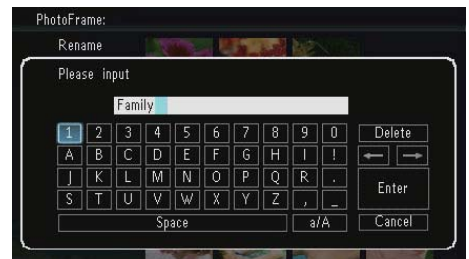 PhotoFrame:
Rename
Please input
Family
1 2 3 4 5 6 7 8 9 0 Delete
A B C D E F G H I ! ← →
J K L M N O P Q R . Enter
S T U V W X Y Z , _
Space a/A Cancel